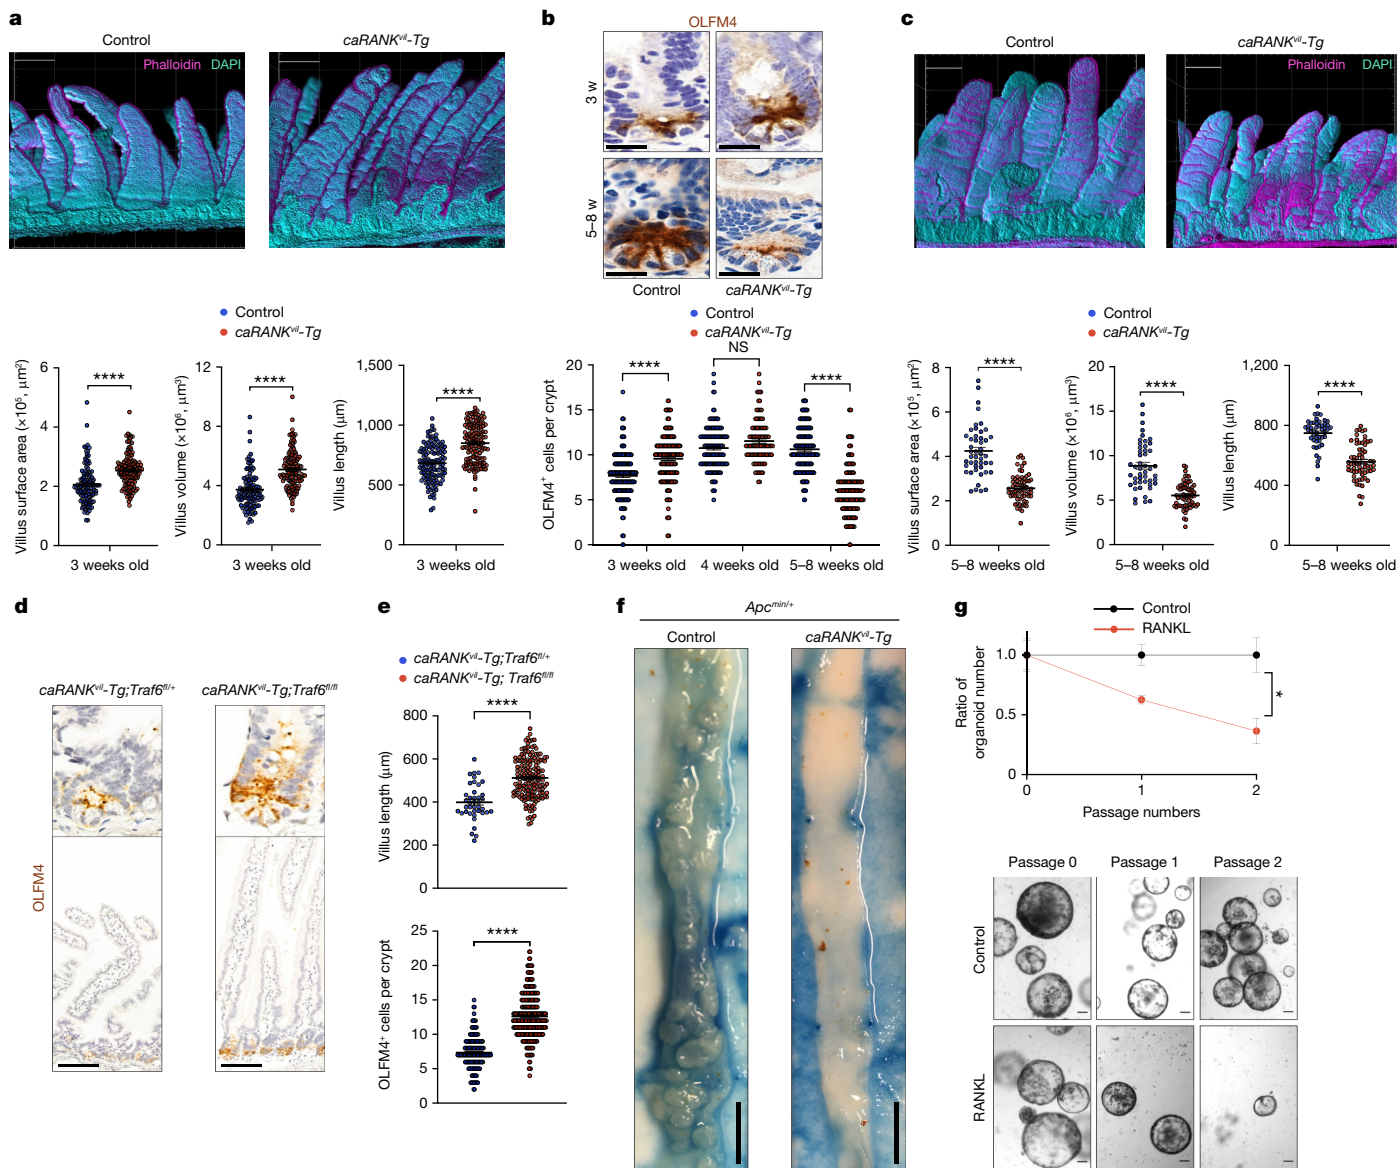 a
Control
caRANKvil-Tg
Phalloidin DAPI
Control
caRANKvil-Tg
Villus surface area (×10⁵, μm²)
6
4
2
0
****
3 weeks old
Villus volume (×10⁶, μm³)
12
8
4
0
****
3 weeks old
Villus length (μm)
1,500
1,000
500
0
****
3 weeks old
b
OLFM4
3 w
5–8 w
Control
caRANKvil-Tg
Control
caRANKvil-Tg
OLFM4⁺ cells per crypt
20
15
10
5
0
****
NS
****
3 weeks old
4 weeks old
5–8 weeks old
c
Control
caRANKvil-Tg
Phalloidin DAPI
Control
caRANKvil-Tg
Villus surface area (×10⁵, μm²)
8
6
4
2
0
****
5–8 weeks old
Villus volume (×10⁶, μm³)
20
15
10
5
0
****
5–8 weeks old
Villus length (μm)
1,200
800
400
0
****
5–8 weeks old
d
caRANKvil-Tg;Traf6fl/+
caRANKvil-Tg;Traf6fl/fl
OLFM4
e
caRANKvil-Tg;Traf6fl/+
caRANKvil-Tg; Traf6fl/fl
Villus length (μm)
800
600
400
200
0
****
OLFM4⁺ cells per crypt
25
20
15
10
5
0
****
f
Apcmin/+
Control
caRANKvil-Tg
g
Control
RANKL
Ratio of
organoid number
1.0
0.5
0
*
0
1
2
Passage numbers
Passage 0
Passage 1
Passage 2
Control
RANKL